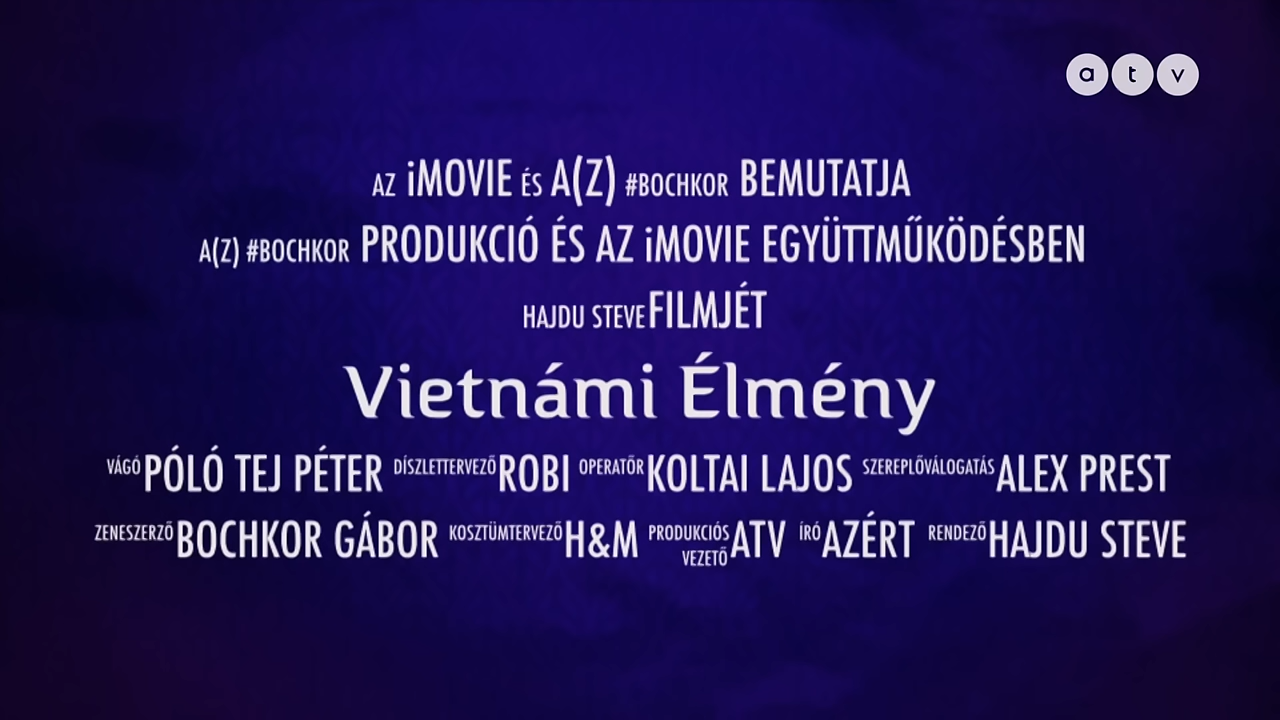 atv
AZ iMOVIE ÉS A(Z) #BOCHKOR BEMUTATJA
A(Z) #BOCHKOR PRODUKCIÓ ÉS AZ iMOVIE EGYÜTTMŰKÖDÉSBEN
HAJDU STEVE FILMJÉT
Vietnámi Élmény
VÁGÓ PÓLÓ TEJ PÉTER DÍSZLETTERVEZŐ ROBI OPERATŐR KOLTAI LAJOS SZEREPLŐVÁLOGATÁS ALEX PREST
ZENESZERZŐ BOCHKOR GÁBOR KOSZTÜMTERVEZŐ H&M PRODUKCIÓS VEZETŐ ATV ÍRÓ AZÉRT RENDEZŐ HAJDU STEVE